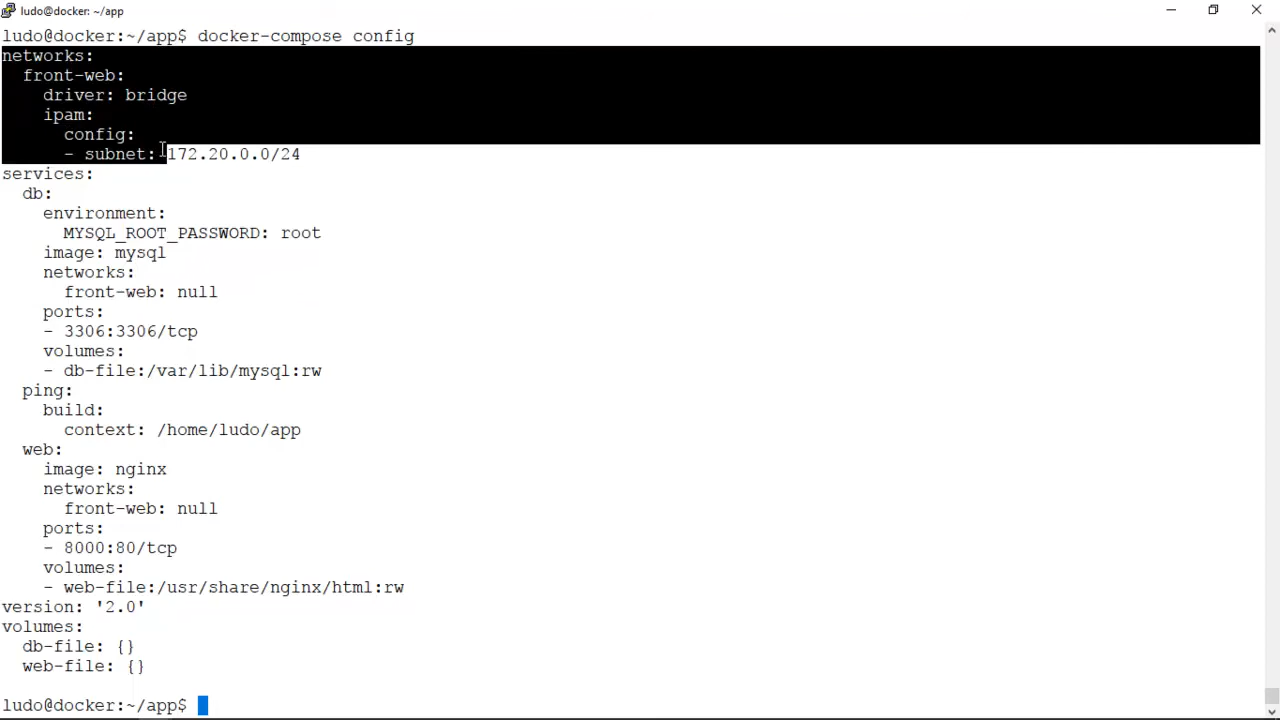 ludo@docker: ~/app
ludo@docker:~/app$ docker-compose config
networks:
  front-web:
    driver: bridge
    ipam:
      config:
      - subnet: 172.20.0.0/24
services:
  db:
    environment:
      MYSQL_ROOT_PASSWORD: root
    image: mysql
    networks:
      front-web: null
    ports:
    - 3306:3306/tcp
    volumes:
    - db-file:/var/lib/mysql:rw
  ping:
    build:
      context: /home/ludo/app
  web:
    image: nginx
    networks:
      front-web: null
    ports:
    - 8000:80/tcp
    volumes:
    - web-file:/usr/share/nginx/html:rw
version: '2.0'
volumes:
  db-file: {}
  web-file: {}
ludo@docker:~/app$